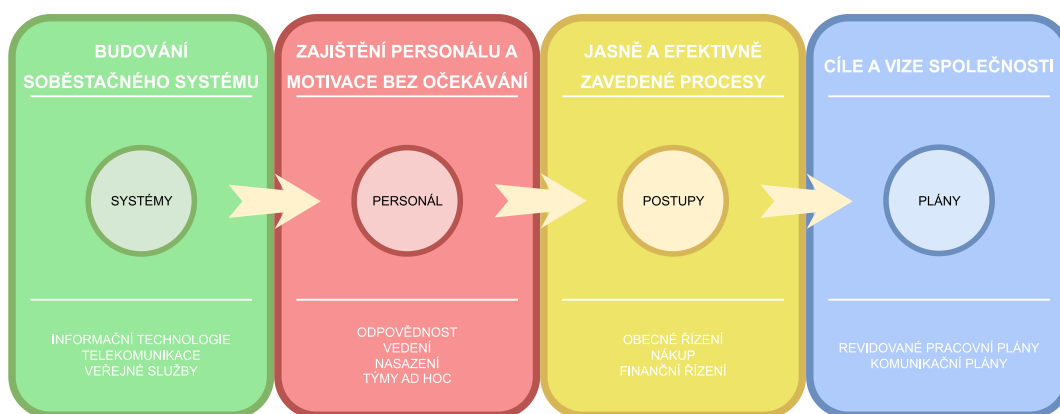 BUDOVÁNÍ
SOBĚSTAČNÉHO SYSTÉMU
SYSTÉMY
INFORMAČNÍ TECHNOLOGIE
TELEKOMUNIKACE
VEŘEJNÉ SLUŽBY
ZAJIŠTĚNÍ PERSONÁLU A
MOTIVACE BEZ OČEKÁVÁNÍ
PERSONÁL
ODPOVĚDNOST
VEDENÍ
NASAZENÍ
TÝMY AD HOC
JASNĚ A EFEKTIVNĚ
ZAVEDENÉ PROCESY
POSTUPY
OBECNÉ ŘÍZENÍ
NÁKUP
FINANČNÍ ŘÍZENÍ
CÍLE A VIZE SPOLEČNOSTI
PLÁNY
REVIDOVANÉ PRACOVNÍ PLÁNY
KOMUNIKAČNÍ PLÁNY